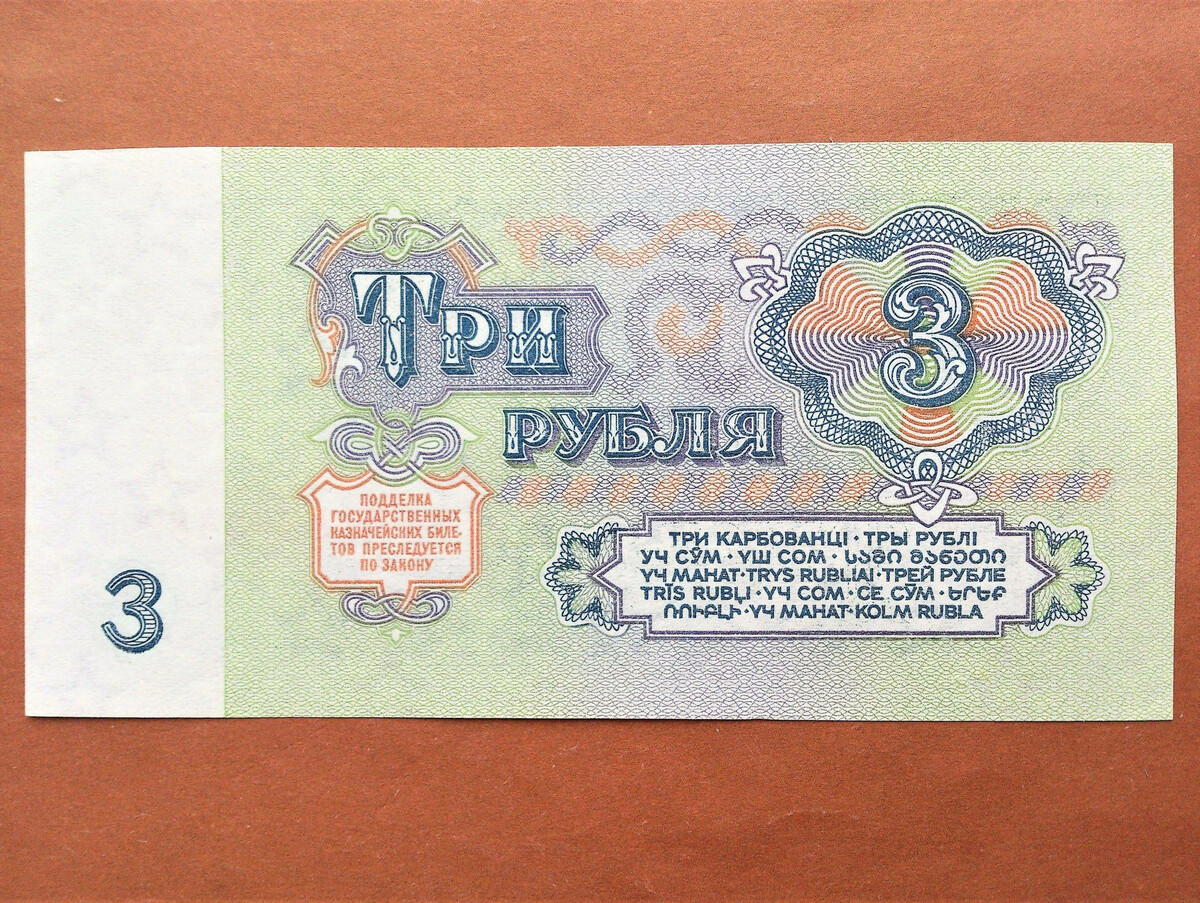 Три
3
РУБЛЯ
ПОДДЕЛКА
ГОСУДАРСТВЕННЫХ
КАЗНАЧЕЙСКИХ БИЛЕ-
ТОВ ПРЕСЛЕДУЕТСЯ
ПО ЗАКОНУ
ТРИ КАРБОВАНЦІ · ТРЫ РУБЛІ
УЧ СЎМ · ҮШ СОМ · ᲡᲐᲛᲘ ᲛᲐᲜᲔᲗᲘ
ҮЧ МАНАТ · TRYS RUBLIAI · ТРЕЙ РУБЛЕ
TRĪS RUBĻI · ҮЧ СОМ · СЕ СӮМ · ԵՐԵՔ
ՌՈՒԲԼԻ · ҮЧ МАНАТ · KOLM RUBLA
3